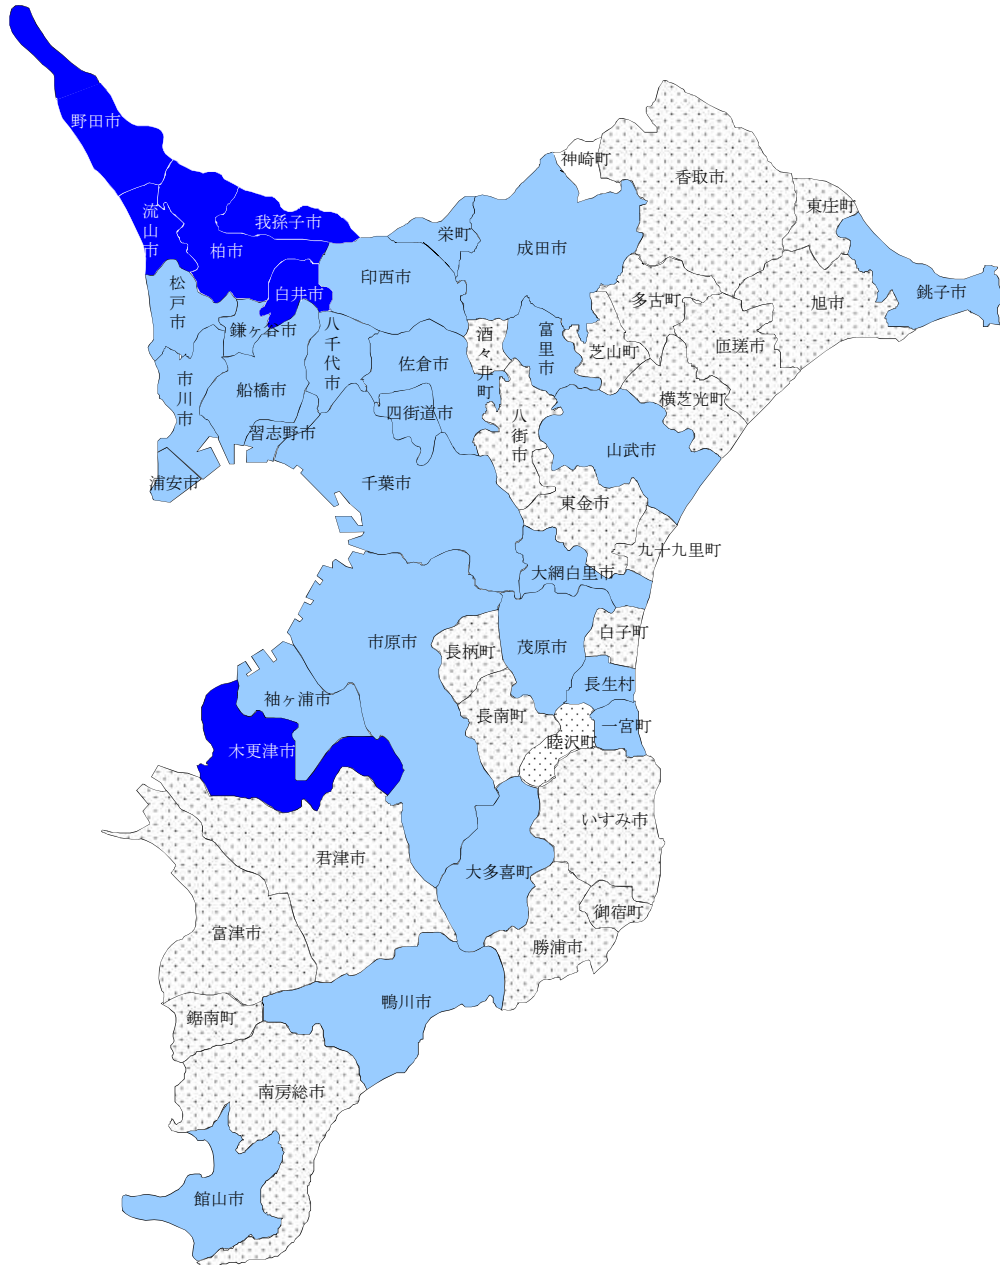 野田市
流山市
柏市
我孫子市
白井市
松戸市
鎌ヶ谷市
印西市
栄町
成田市
神崎町
香取市
東庄町
銚子市
旭市
多古町
匝瑳市
芝山町
横芝光町
富里市
酒々井町
八千代市
佐倉市
四街道市
船橋市
市川市
習志野市
浦安市
千葉市
八街市
山武市
東金市
九十九里町
大網白里市
市原市
長柄町
茂原市
白子町
長生村
一宮町
長南町
睦沢町
袖ヶ浦市
木更津市
いすみ市
君津市
大多喜町
御宿町
勝浦市
富津市
鴨川市
鋸南町
南房総市
館山市